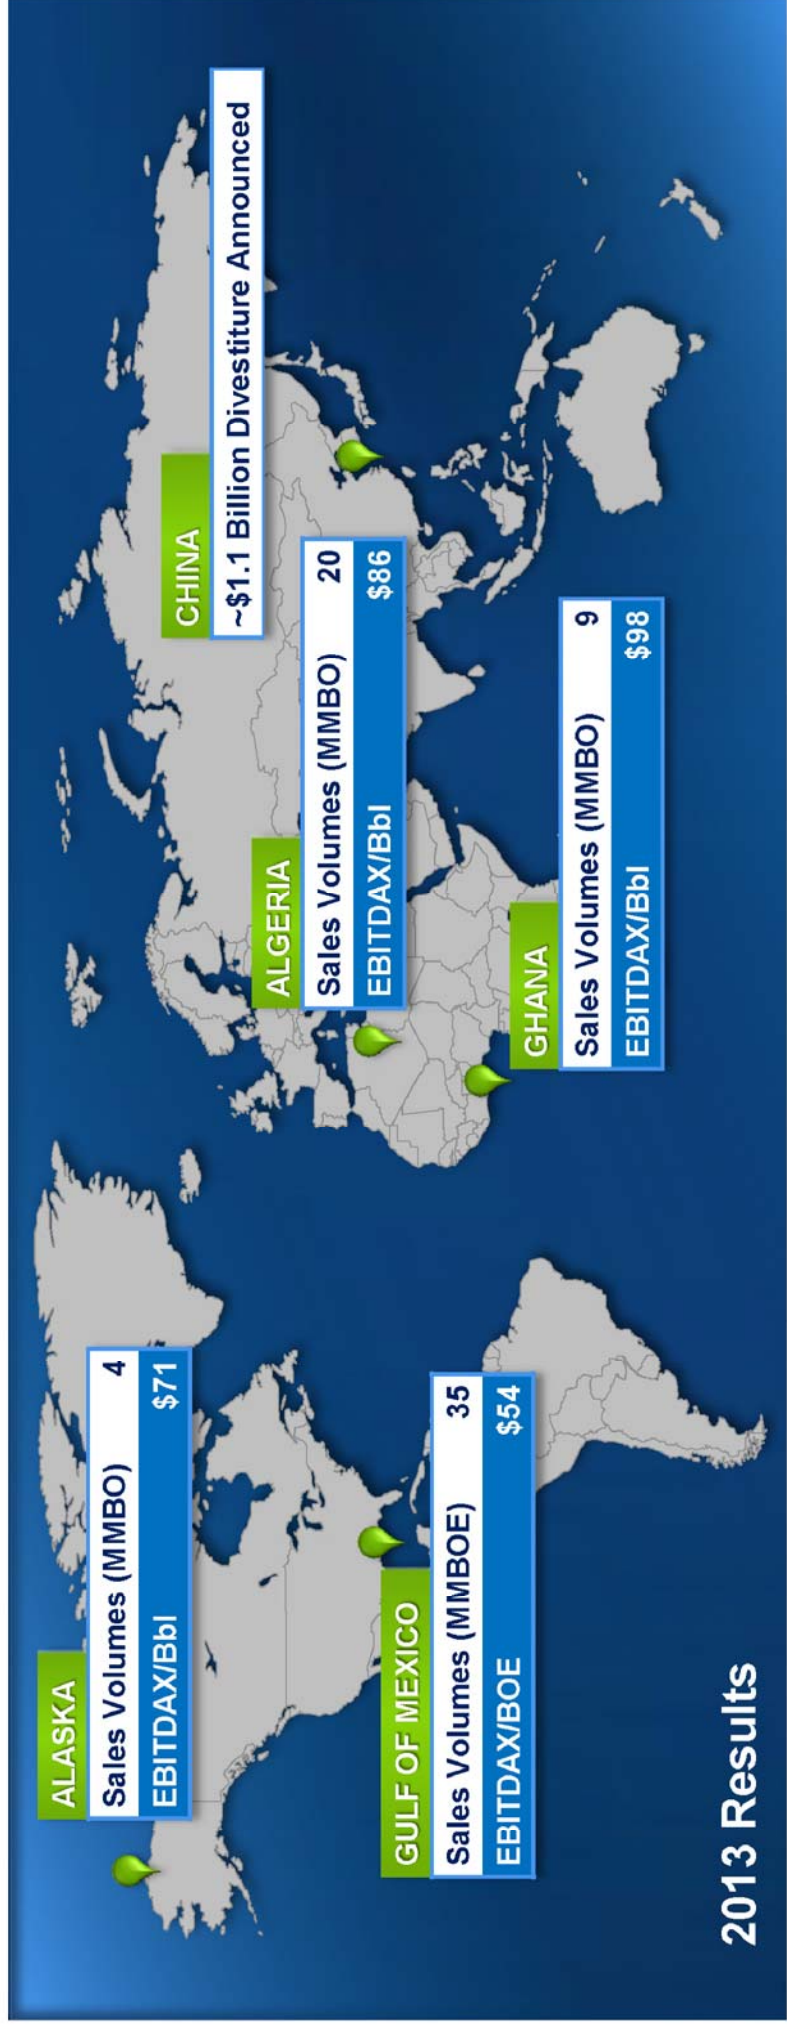 ALASKA
Sales Volumes (MMBO) 4
EBITDAX/Bbl $71
GULF OF MEXICO
Sales Volumes (MMBOE) 35
EBITDAX/BOE $54
CHINA
~$1.1 Billion Divestiture Announced
ALGERIA
Sales Volumes (MMBO) 20
EBITDAX/Bbl $86
GHANA
Sales Volumes (MMBO) 9
EBITDAX/Bbl $98
2013 Results